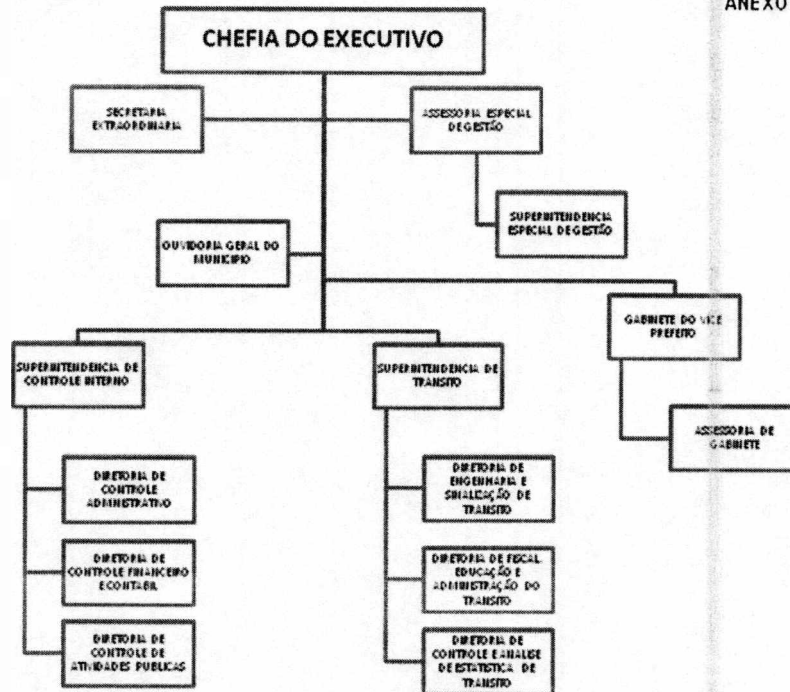 ANEXO
CHEFIA DO EXECUTIVO
SECRETARIA
EXTRAORDINARIA
ASSESSORIA ESPECIAL
DE GESTÃO
SUPERINTENDENCIA
ESPECIAL DE GESTÃO
OUVIDORIA GERAL DO
MUNICIPIO
GABINETE DO VICE
PREFEITO
SUPERINTENDENCIA DE
CONTROLE INTERNO
SUPERINTENDENCIA DE
TRANSITO
ASSESSORIA DE
GABINETE
DIRETORIA DE
CONTROLE
ADMINISTRATIVO
DIRETORIA DE
ENGENHARIA E
SINALIZAÇÃO DE
TRANSITO
DIRETORIA DE
CONTROLE FINANCEIRO
E CONTABIL
DIRETORIA DE FISCAL
EDUCAÇÃO E
ADMINISTRAÇÃO DO
TRANSITO
DIRETORIA DE
CONTROLE DE
ATIVIDADES PUBLICAS
DIRETORIA DE
CONTROLE E ANALISE
DE ESTATISTICA DE
TRANSITO